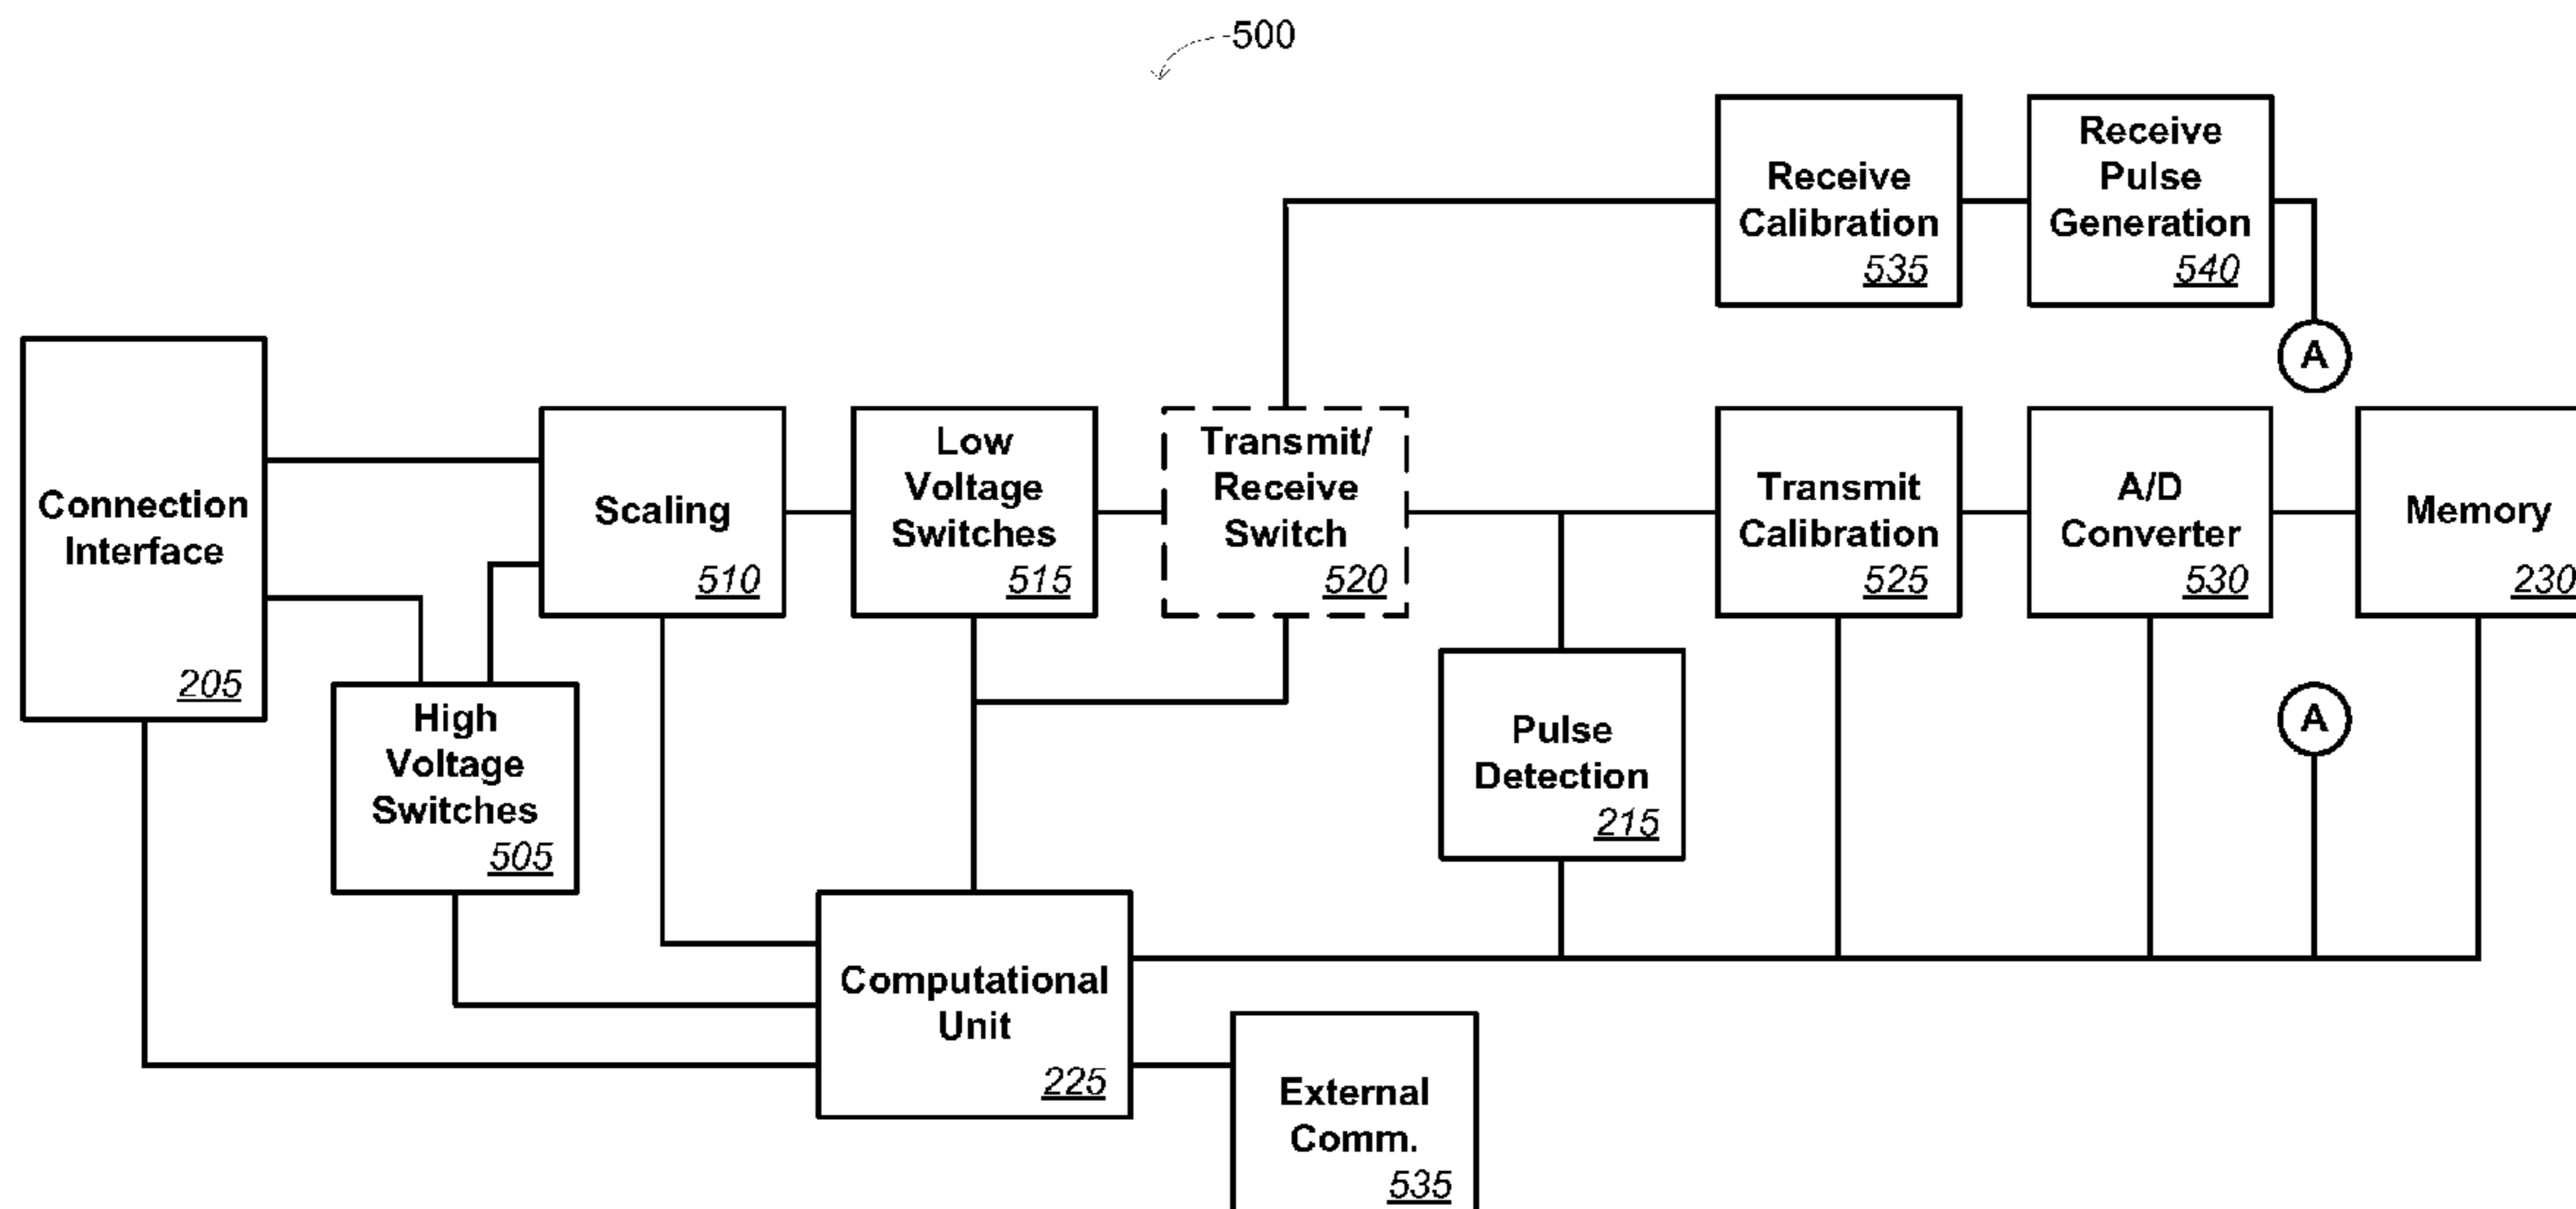 500
Receive
Calibration
535
Receive
Pulse
Generation
540
A
Connection
Interface
205
Scaling
510
Low
Voltage
Switches
515
Transmit/
Receive
Switch
520
Transmit
Calibration
525
A/D
Converter
530
Memory
230
High
Voltage
Switches
505
Pulse
Detection
215
A
Computational
Unit
225
External
Comm.
535